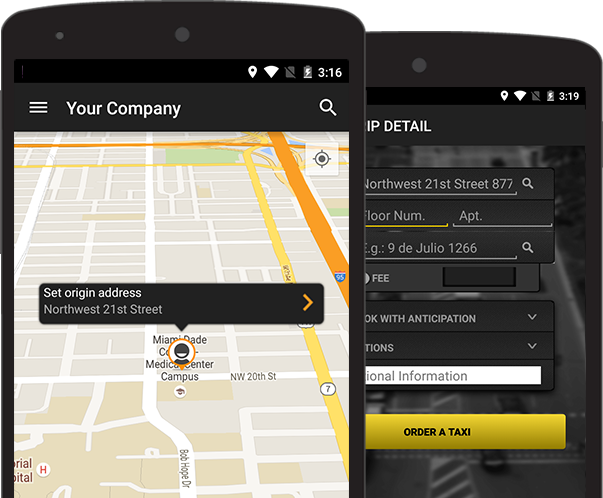 3:16
Your Company
Set origin address
Northwest 21st Street
Miami Dade
Medical Center
Campus
NW 20th St
95
7
7
Bob Hope Dr
orial
pital
H
3:19
IP DETAIL
Northwest 21st Street 877
Floor Num.
Apt.
E.g.: 9 de Julio 1266
FEE
OK WITH ANTICIPATION
TIONS
ional Information
ORDER A TAXI